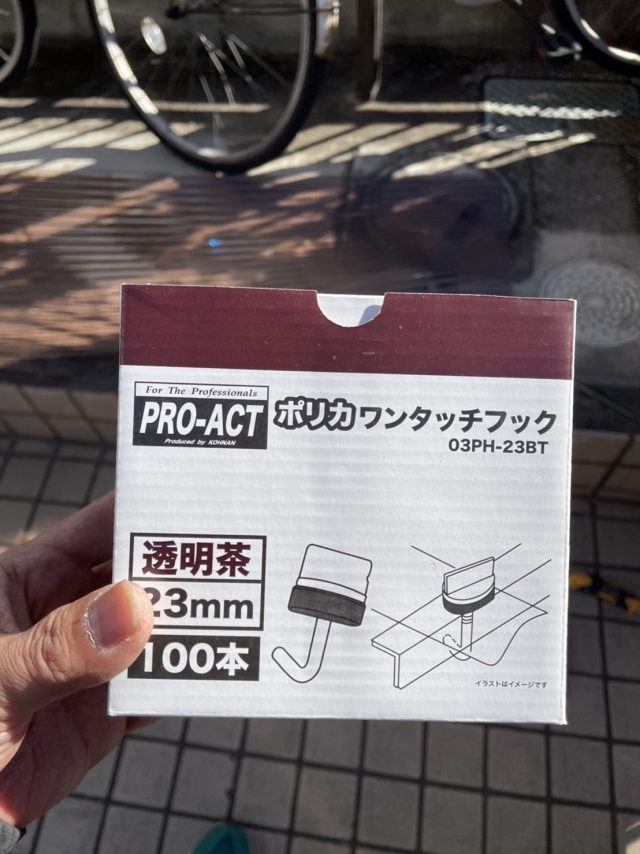 For The Professionals
PRO-ACT
Produced by KOHNAN
ポリカワンタッチフック
03PH-23BT
透明茶
23mm
100本
イラストはイメージです